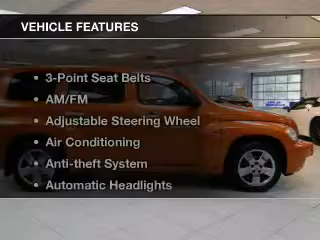 VEHICLE FEATURES
• 3-Point Seat Belts
• AM/FM
• Adjustable Steering Wheel
• Air Conditioning
• Anti-theft System
• Automatic Headlights